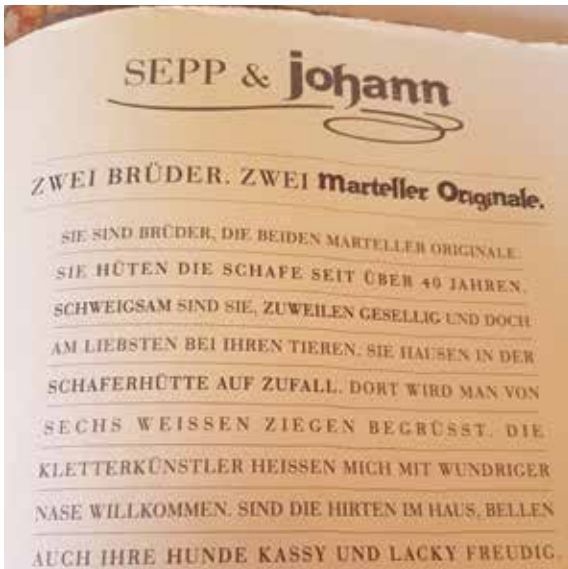 SEPP & johann
ZWEI BRÜDER. ZWEI Marteller Originale.
SIE SIND BRÜDER, DIE BEIDEN MARTELLER ORIGINALE.
SIE HÜTEN DIE SCHAFE SEIT ÜBER 40 JAHREN.
SCHWEIGSAM SIND SIE, ZUWEILEN GESELLIG UND DOCH
AM LIEBSTEN BEI IHREN TIEREN. SIE HAUSEN IN DER
SCHAFERHÜTTE AUF ZUFALL. DORT WIRD MAN VON
SECHS WEISSEN ZIEGEN BEGRÜSST. DIE
KLETTERKÜNSTLER HEISSEN MICH MIT WUNDRIGER
NASE WILLKOMMEN. SIND DIE HIRTEN IM HAUS, BELLEN
AUCH IHRE HUNDE KASSY UND LACKY FREUDIG.